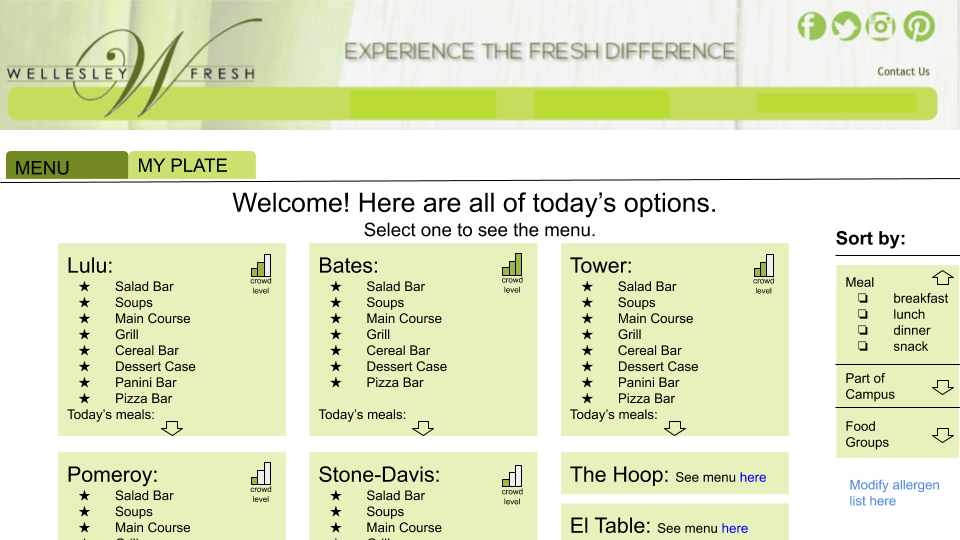 WELLESLEY W FRESH
EXPERIENCE THE FRESH DIFFERENCE
Contact Us
MENU
MY PLATE
Welcome! Here are all of today’s options.
Select one to see the menu.
Lulu:
crowd
level
★ Salad Bar
★ Soups
★ Main Course
★ Grill
★ Cereal Bar
★ Dessert Case
★ Panini Bar
★ Pizza Bar
Today’s meals:
Bates:
crowd
level
★ Salad Bar
★ Soups
★ Main Course
★ Grill
★ Cereal Bar
★ Dessert Case
★ Pizza Bar
Today’s meals:
Tower:
crowd
level
★ Salad Bar
★ Soups
★ Main Course
★ Grill
★ Cereal Bar
★ Dessert Case
★ Panini Bar
★ Pizza Bar
Today’s meals:
Sort by:
Meal
❏ breakfast
❏ lunch
❏ dinner
❏ snack
Part of
Campus
Food
Groups
Modify allergen
list here
Pomeroy:
crowd
level
★ Salad Bar
★ Soups
★ Main Course
Stone-Davis:
crowd
level
★ Salad Bar
★ Soups
★ Main Course
The Hoop: See menu here
El Table: See menu here